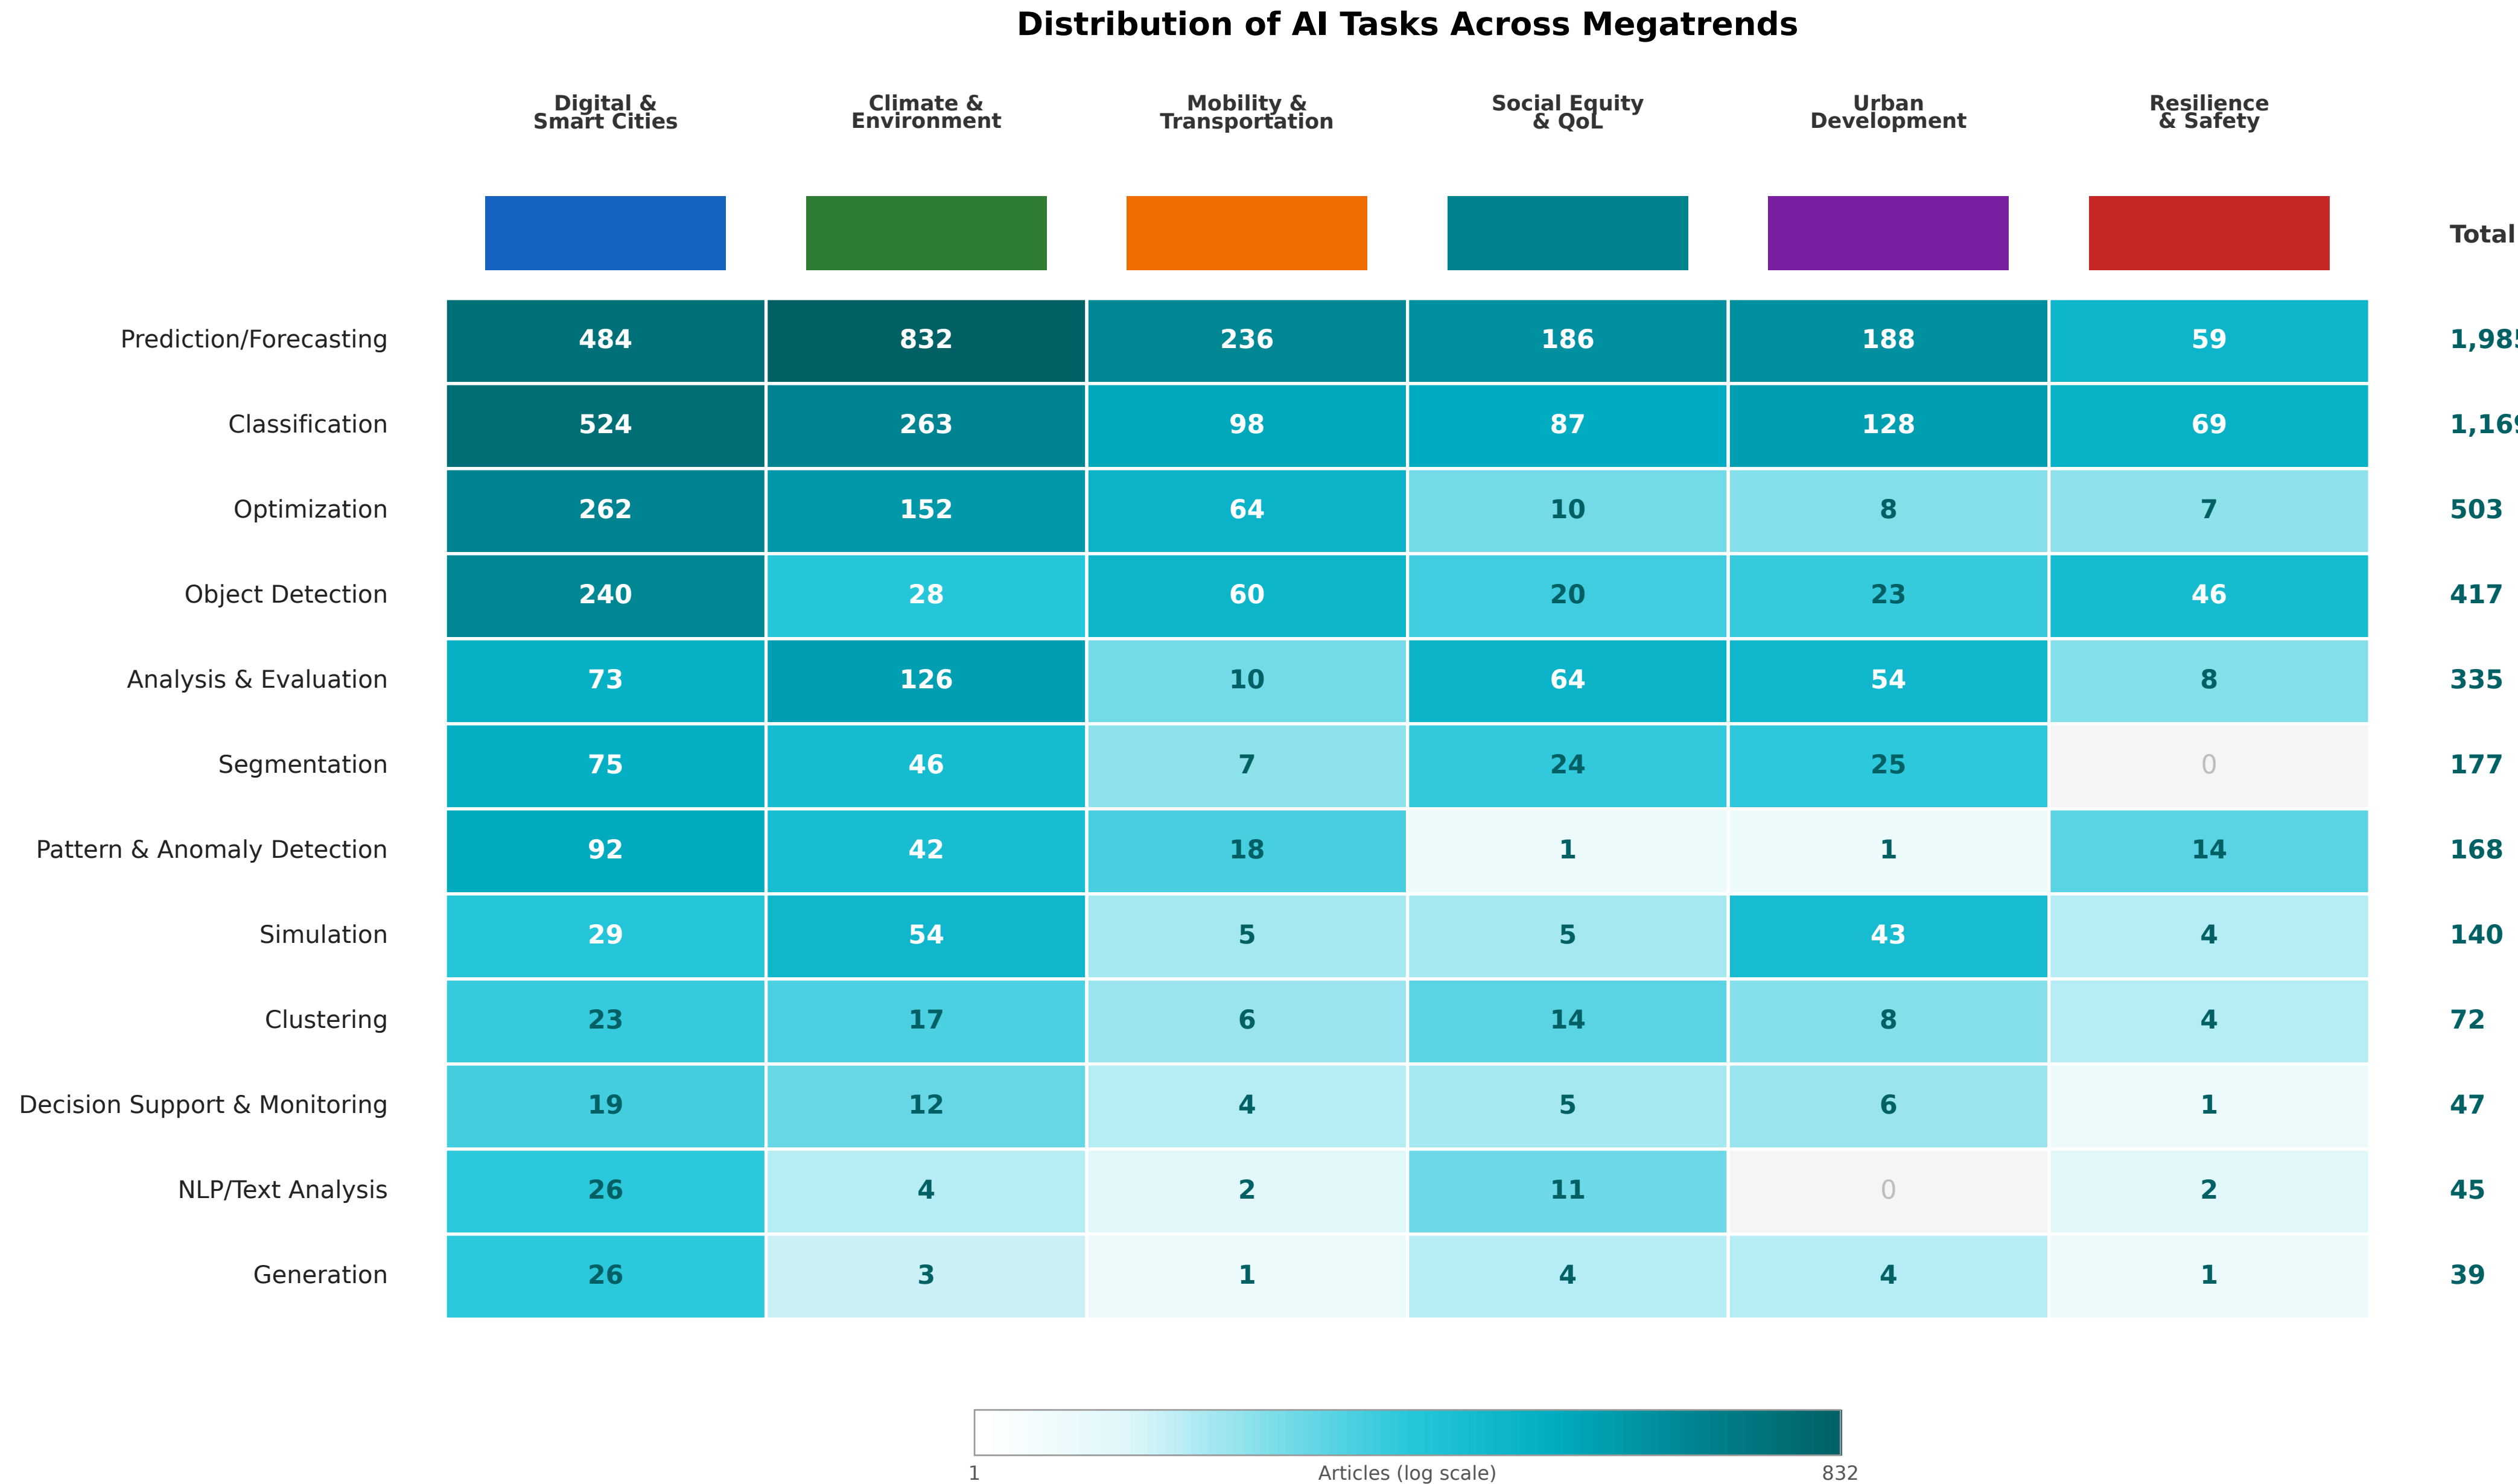 Distribution of AI Tasks Across Megatrends
Digital &
Smart Cities
Climate &
Environment
Mobility &
Transportation
Social Equity
& QoL
Urban
Development
Resilience
& Safety
Total
Prediction/Forecasting 484 832 236 186 188 59 1,985
Classification 524 263 98 87 128 69 1,169
Optimization 262 152 64 10 8 7 503
Object Detection 240 28 60 20 23 46 417
Analysis & Evaluation 73 126 10 64 54 8 335
Segmentation 75 46 7 24 25 0 177
Pattern & Anomaly Detection 92 42 18 1 1 14 168
Simulation 29 54 5 5 43 4 140
Clustering 23 17 6 14 8 4 72
Decision Support & Monitoring 19 12 4 5 6 1 47
NLP/Text Analysis 26 4 2 11 0 2 45
Generation 26 3 1 4 4 1 39
1 Articles (log scale) 832